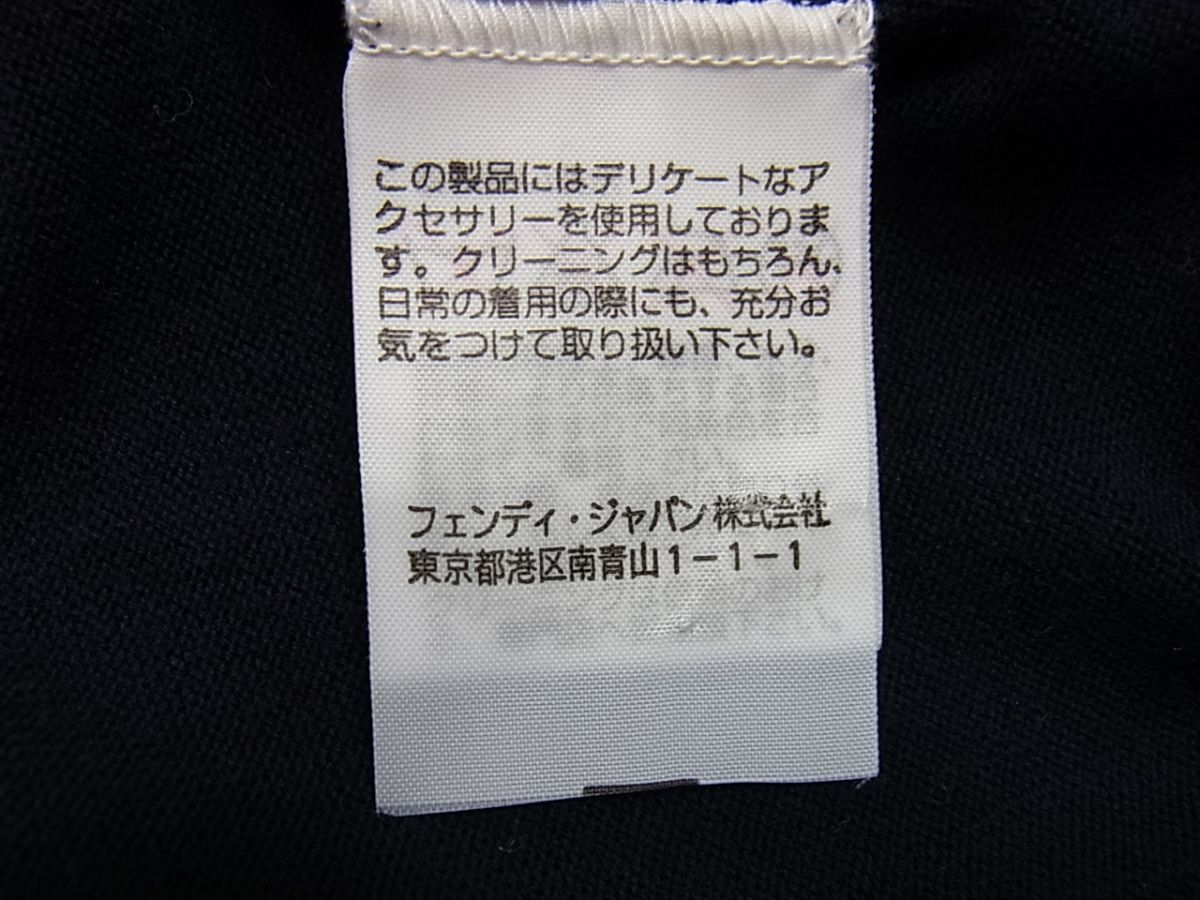 この製品にはデリケートなア
クセサリーを使用しておりま
す。クリーニングはもちろん、
日常の着用の際にも、充分お
気をつけて取り扱い下さい。
フェンディ・ジャパン株式会社
東京都港区南青山1-1-1